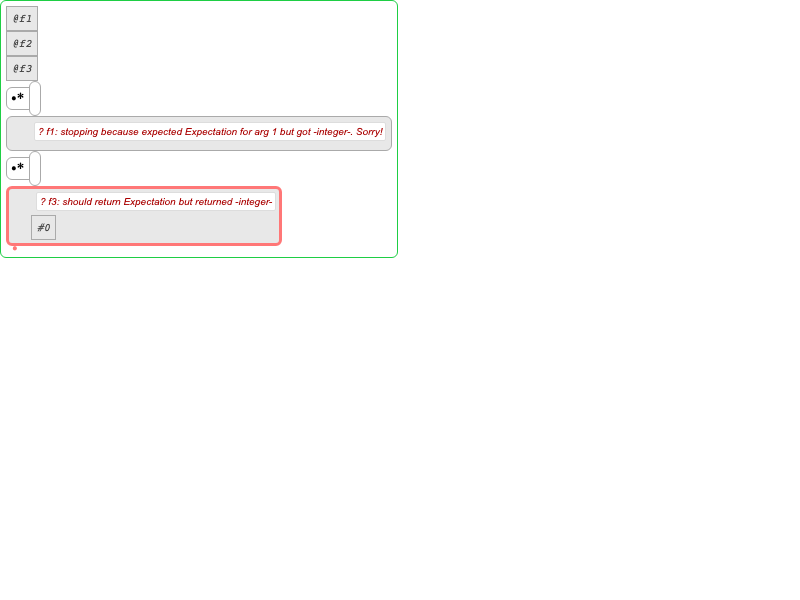 @f1
@f2
@f3
•*
? f1: stopping because expected Expectation for arg 1 but got -integer-. Sorry!
•*
? f3: should return Expectation but returned -integer-
#0